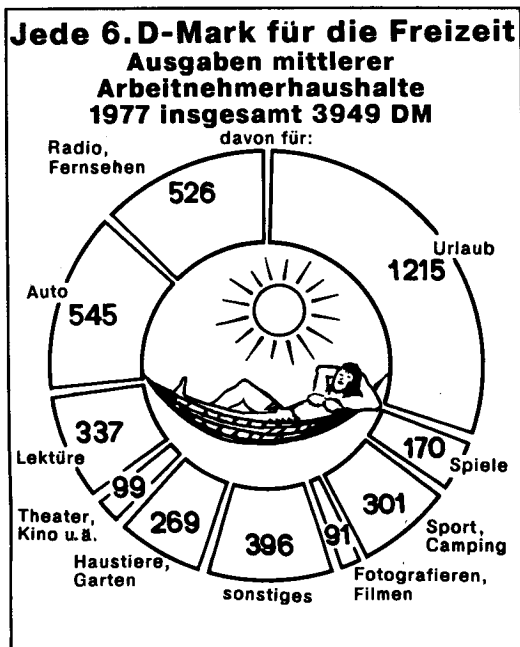 Jede 6. D-Mark für die Freizeit
Ausgaben mittlerer
Arbeitnehmerhaushalte
1977 insgesamt 3949 DM
davon für:
Urlaub
1215
170
Spiele
301
Sport,
Camping
91
Fotografieren,
Filmen
396
sonstiges
269
Haustiere,
Garten
99
Theater,
Kino u.ä.
337
Lektüre
Auto
545
Radio,
Fernsehen
526